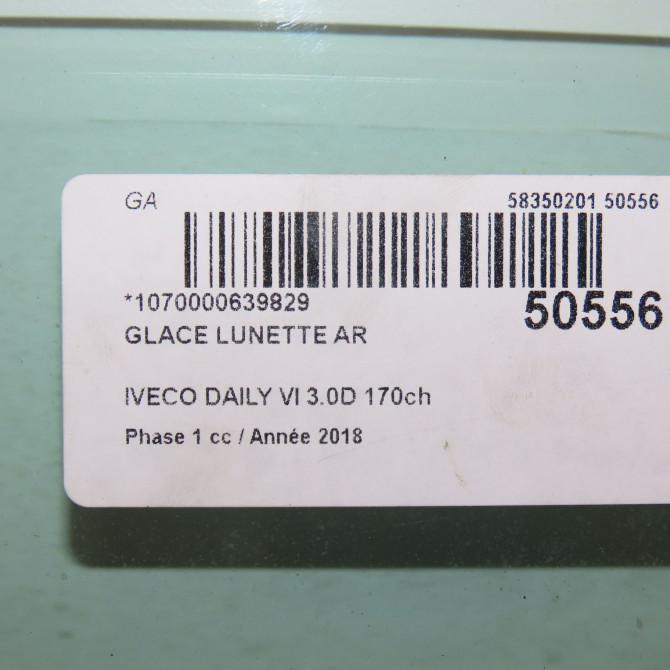 GA 58350201 50556
*1070000639829 50556
GLACE LUNETTE AR
IVECO DAILY VI 3.0D 170ch
Phase 1 cc / Année 2018